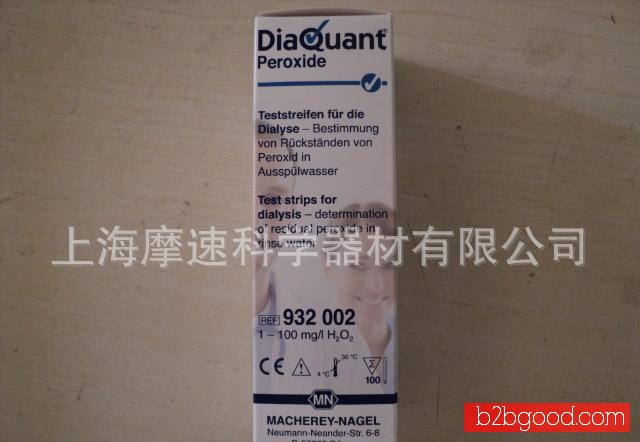 DiaQuant®
Peroxide
Teststreifen für die
Dialyse – Bestimmung
von Rückständen von
Peroxid in
Ausspülwasser
Test strips for
dialysis – determination
of residual peroxide in
rinse water
上海摩速科学器材有限公司
REF 932 002
1 – 100 mg/l H₂O₂
CE 4 °C 30 °C Σ 100
MN
MACHEREY-NAGEL
Neumann-Neander-Str. 6-8
b2bgood.com